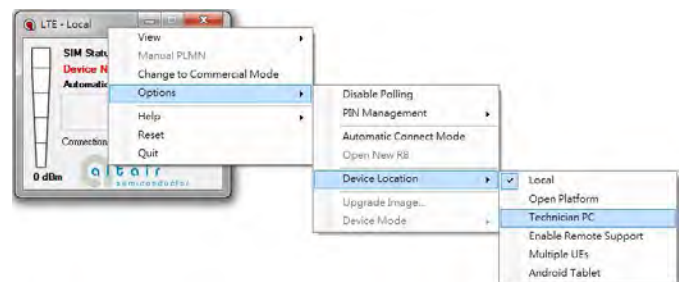 LTE - Local
SIM Statu
Device N
Automatic
Connection
0 dBm
altair
semiconductor
View
Manual PLMN
Change to Commercial Mode
Options
Help
Reset
Quit
Disable Polling
PIN Management
Automatic Connect Mode
Open New RB
Device Location
Upgrade Image...
Device Mode
Local
Open Platform
Technician PC
Enable Remote Support
Multiple UEs
Android Tablet